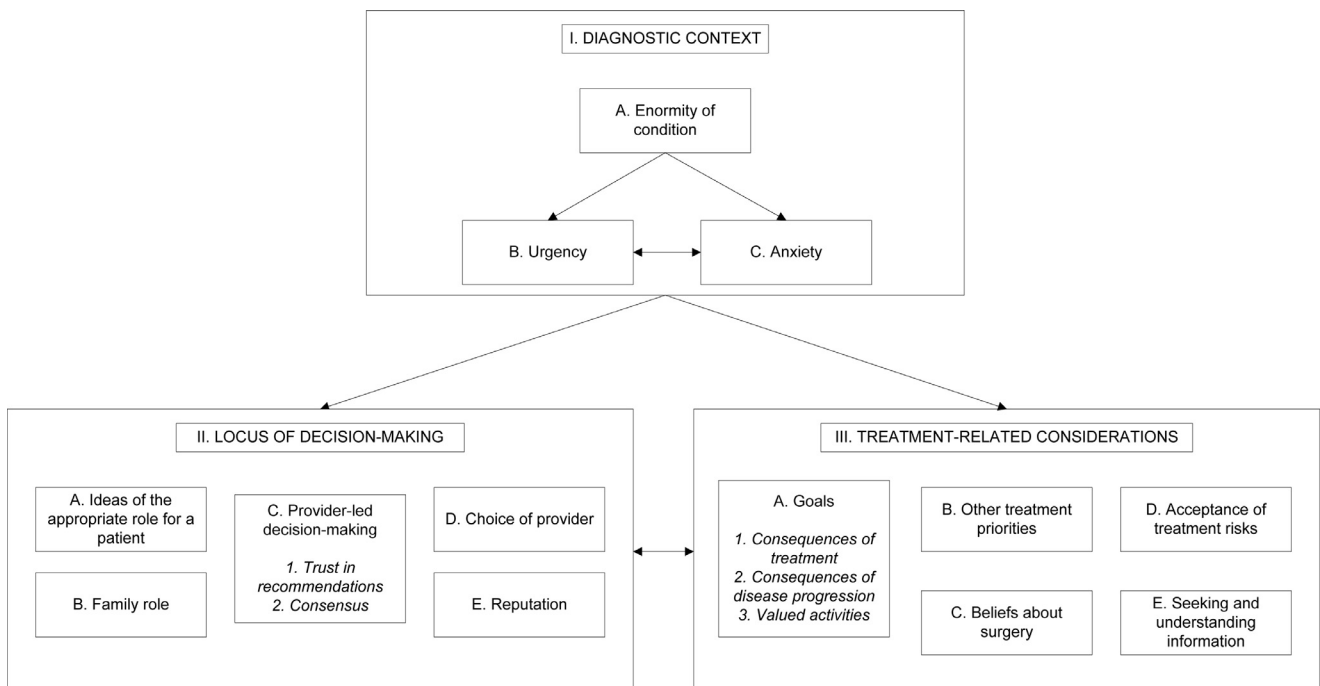 I. DIAGNOSTIC CONTEXT
A. Enormity of
condition
B. Urgency
C. Anxiety
II. LOCUS OF DECISION-MAKING
A. Ideas of the
appropriate role for a
patient
B. Family role
C. Provider-led
decision-making
1. Trust in
recommendations
2. Consensus
D. Choice of provider
E. Reputation
III. TREATMENT-RELATED CONSIDERATIONS
A. Goals
1. Consequences of
treatment
2. Consequences of
disease progression
3. Valued activities
B. Other treatment
priorities
C. Beliefs about
surgery
D. Acceptance of
treatment risks
E. Seeking and
understanding
information